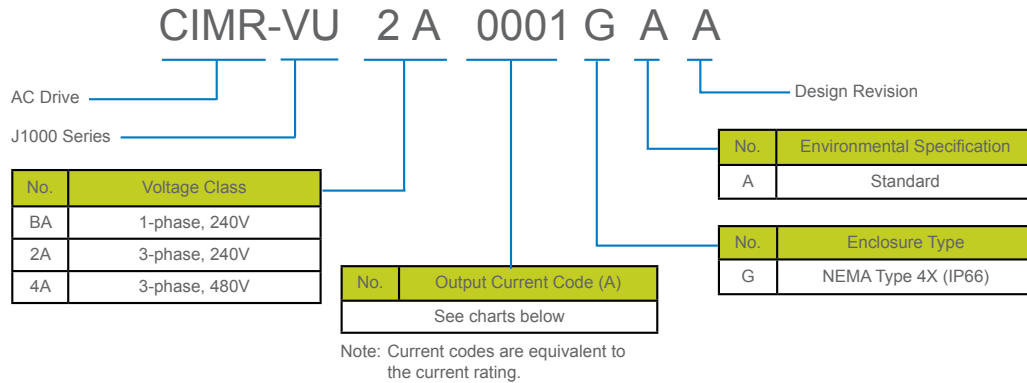 CIMR-VU 2 A 0001 G A A
AC Drive
J1000 Series
Design Revision
No. Environmental Specification
A Standard
No. Voltage Class
BA 1-phase, 240V
2A 3-phase, 240V
4A 3-phase, 480V
No. Enclosure Type
G NEMA Type 4X (IP66)
No. Output Current Code (A)
See charts below
Note: Current codes are equivalent to
the current rating.